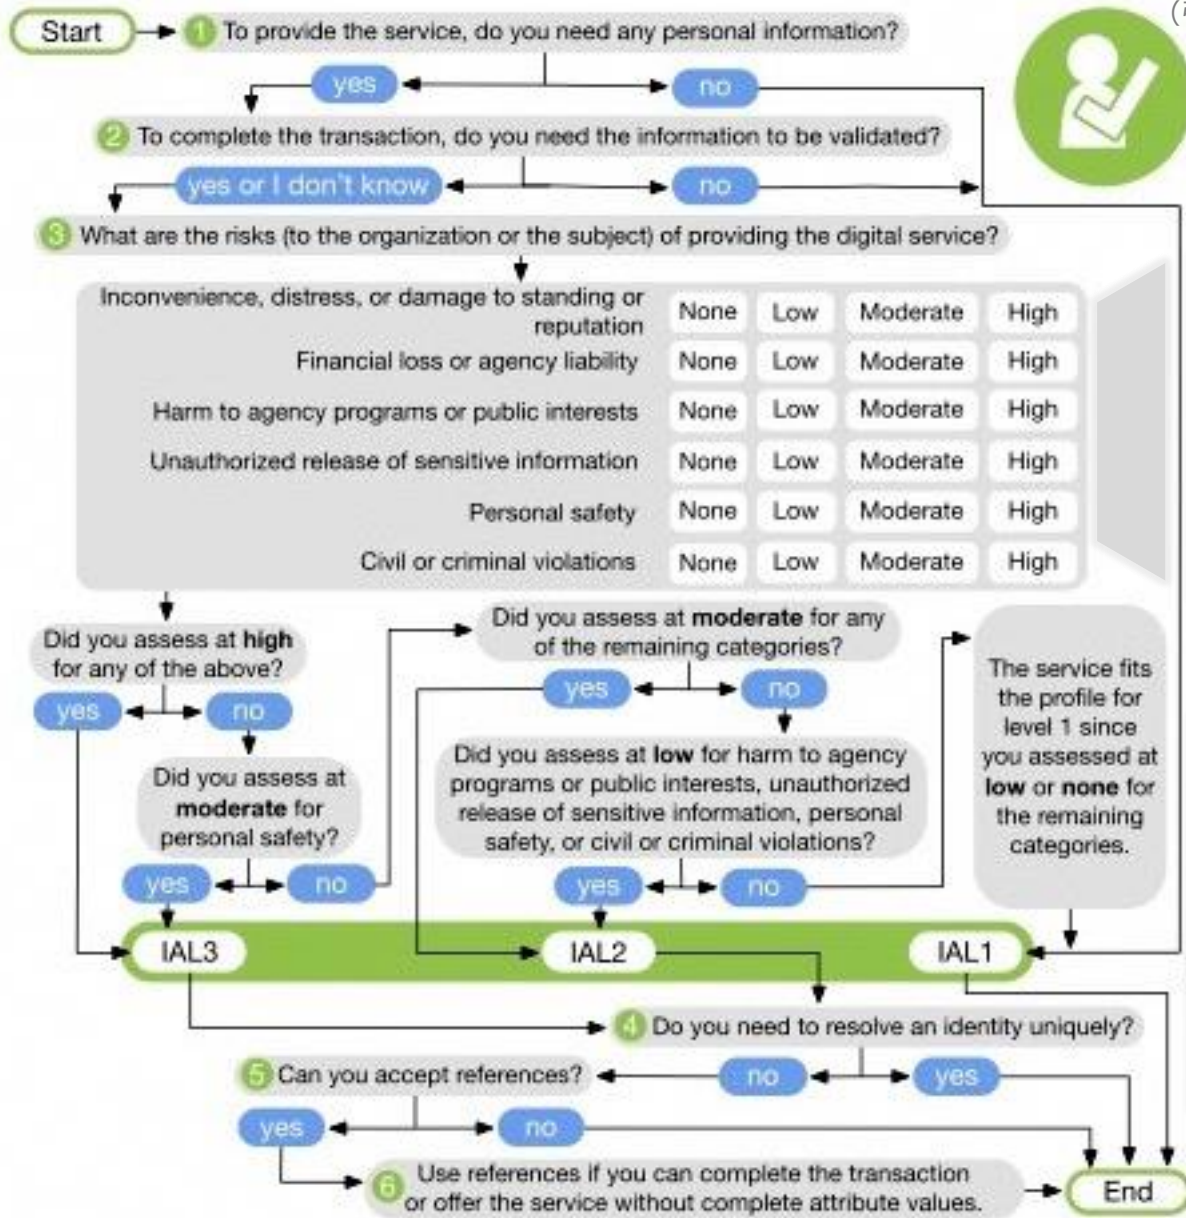 Start
1 To provide the service, do you need any personal information?
yes
no
2 To complete the transaction, do you need the information to be validated?
yes or I don't know
no
3 What are the risks (to the organization or the subject) of providing the digital service?
Inconvenience, distress, or damage to standing or
reputation
None Low Moderate High
Financial loss or agency liability None Low Moderate High
Harm to agency programs or public interests None Low Moderate High
Unauthorized release of sensitive information None Low Moderate High
Personal safety None Low Moderate High
Civil or criminal violations None Low Moderate High
Did you assess at high
for any of the above?
yes
no
Did you assess at
moderate for
personal safety?
yes
no
Did you assess at moderate for any
of the remaining categories?
yes
no
Did you assess at low for harm to agency
programs or public interests, unauthorized
release of sensitive information, personal
safety, or civil or criminal violations?
yes
no
The service fits
the profile for
level 1 since
you assessed at
low or none for
the remaining
categories.
IAL3
IAL2
IAL1
4 Do you need to resolve an identity uniquely?
no
yes
5 Can you accept references?
yes
no
6 Use references if you can complete the transaction
or offer the service without complete attribute values.
End